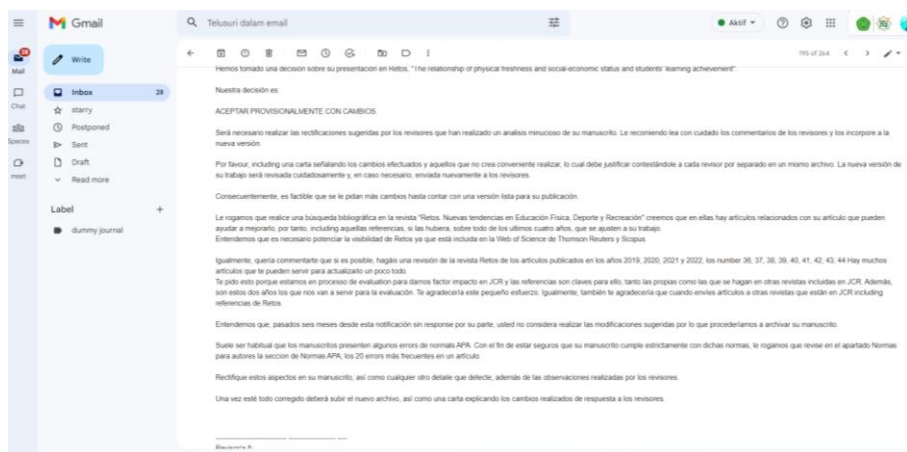 Gmail
Telusuri dalam email
Aktif
28
Mail
Chat
Spaces
meet
Write
Inbox 28
starry
Postponed
Sent
Draft
Read more
Label +
dummy journal
195 of 264
Hemos tomado una decisión sobre su presentación en Retos, "The relationship of physical freshness and social-economic status and students' learning achievement".
Nuestra decisión es:
ACEPTAR PROVISIONALMENTE CON CAMBIOS
Será necesario realizar las rectificaciones sugeridas por los revisores que han realizado un analisis minucioso de su manuscrito. Le recomiendo lea con cuidado los commentarios de los revisores y los incorpore a la
nueva versión
Por favour, including una carta señalando los cambios efectuados y aquellos que no crea conveniente realizar, lo cual debe justificar contestándole a cada revisor por separado en un mismo archivo. La nueva versión de
su trabajo será revisada cuidadosamente y, en caso necesario, enviada nuevamente a los revisores.
Consecuentemente, es factible que se le pidan más cambios hasta contar con una versión lista para su publicación.
Le rogamos que realice una búsqueda bibliográfica en la revista "Retos. Nuevas tendencias en Educación Física, Deporte y Recreación" creemos que en ellas hay artículos relacionados con su artículo que pueden
ayudar a mejorarlo, por tanto, including aquellas referencias, si las hubiera, sobre todo de los ultimos cuatro años, que se ajusten a su trabajo.
Entendemos que es necesario potenciar la visibilidad de Retos ya que está incluida en la Web of Science de Thomson Reuters y Scopus.
Igualmente, quería commentarte que si es posible, hagáis una revisión de la revista Retos de los artículos publicados en los años 2019, 2020, 2021 y 2022, los number 36, 37, 38, 39, 40, 41, 42, 43, 44 Hay muchos
artículos que te pueden servir para actualizarlo un poco todo.
Te pido esto porque estamos en processo de evaluation para darnos factor impacto en JCR y las referencias son claves para ello, tanto las propias como las que se hagan en otras revistas incluidas en JCR. Además,
son estos dos años los que nos van a servir para la evaluación. Te agradecería este pequeño esfuerzo. Igualmente, también te agradecería que cuando envíes artículos a otras revistas que están en JCR including
referencias de Retos.
Entendemos que, pasados seis meses desde esta notificación sin response por su parte, usted no considera realizar las modificaciones sugeridas por lo que procederíamos a archivar su manuscrito.
Suele ser habitual que los manuscritos presenten algunos errors de normals APA. Con el fin de estar seguros que su manuscrito cumple estrictamente con dichas normas, le rogamos que revise en el apartado Normas
para autores la seccion de Normas APA, los 20 errors más frecuentes en un artículo.
Rectifique estos aspectos en su manuscrito, así como cualquier otro detaile que detecte, además de las observaciones realizadas por los revisores.
Una vez esté todo corregido deberá subir el nuevo archivo, así como una carta explicando los cambios realizados de respuesta a los revisores.
Revisor/a A: